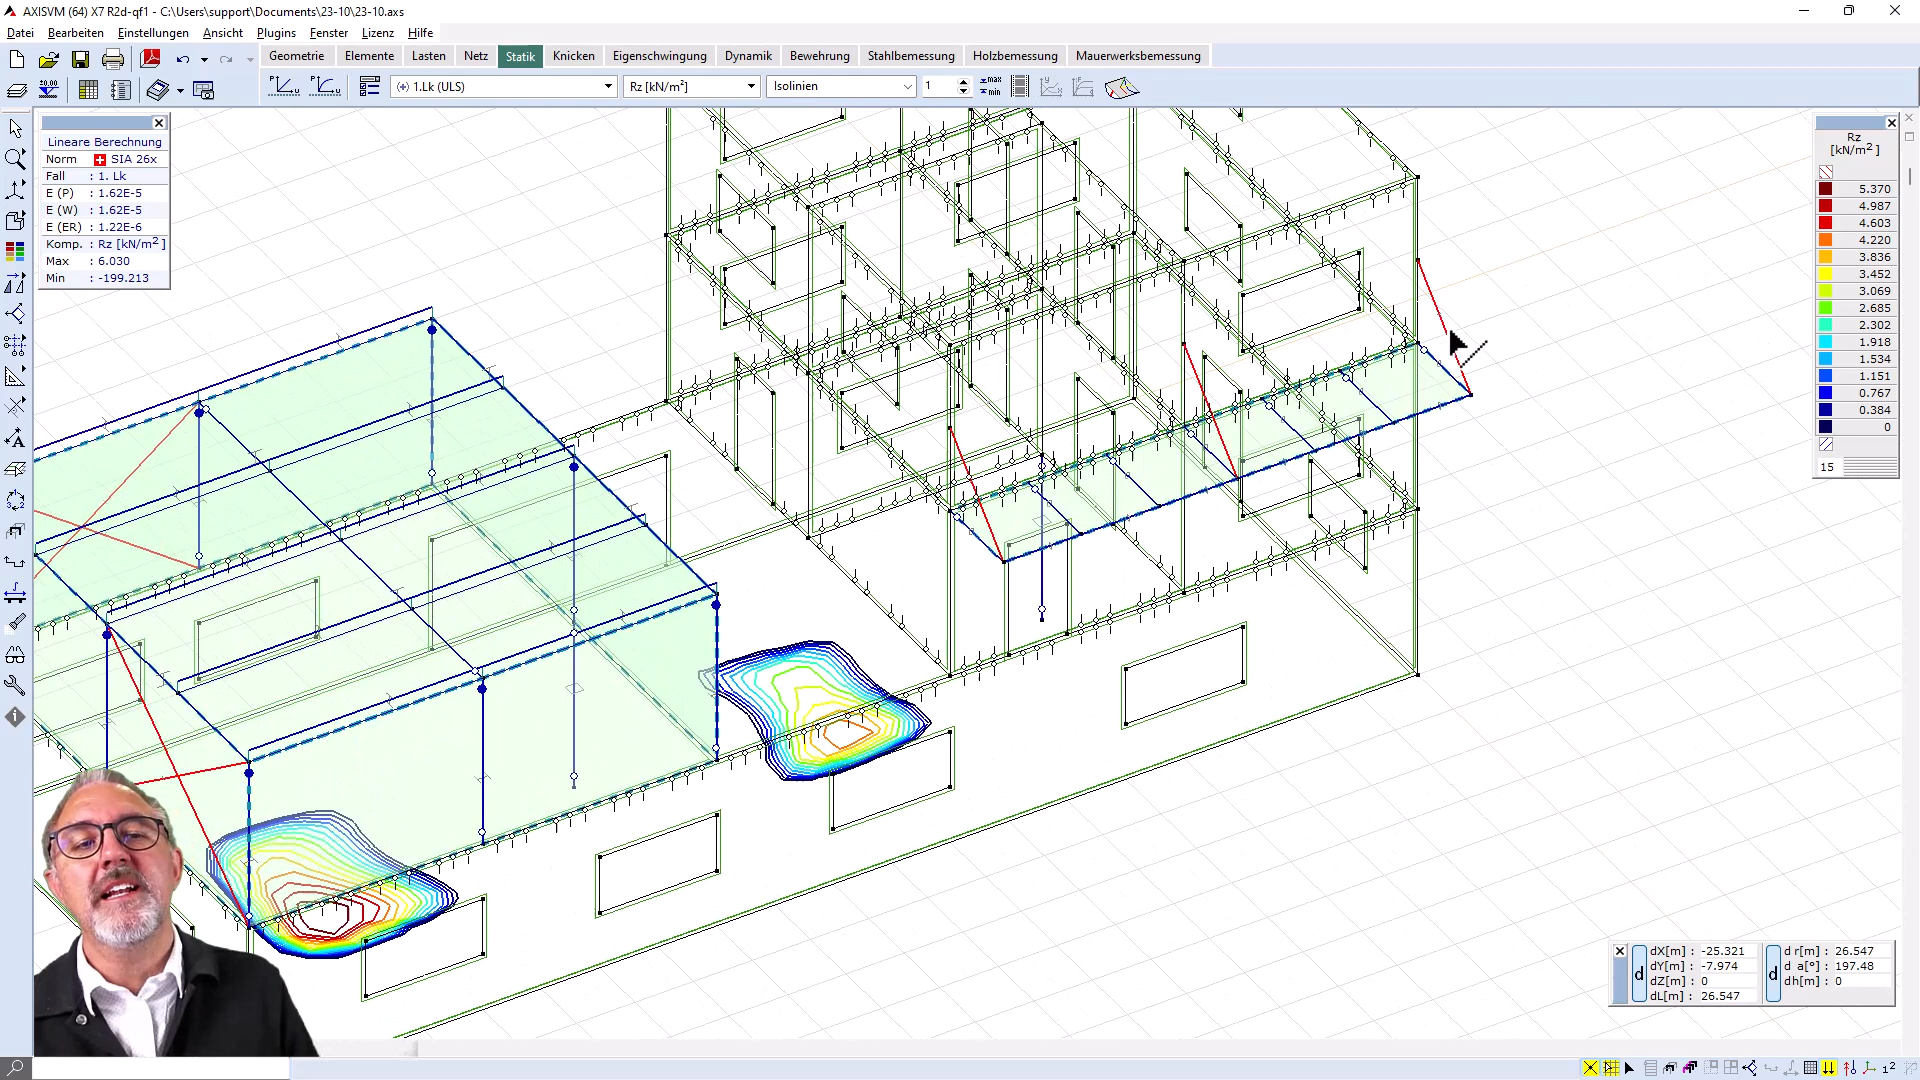 AXISVM (64) X7 R2d-qf1 - C:\Users\support\Documents\23-10\23-10.axs
Datei Bearbeiten Einstellungen Ansicht Plugins Fenster Lizenz Hilfe
Geometrie Elemente Lasten Netz Statik Knicken Eigenschwingung Dynamik Bewehrung Stahlbemessung Holzbemessung Mauerwerksbemessung
1.Lk (ULS) Rz [kN/m²] Isolinien 1 max min
Lineare Berechnung
Norm SIA 26x
Fall : 1. Lk
E (P) : 1.62E-5
E (W) : 1.62E-5
E (ER) : 1.22E-6
Komp. : Rz [kN/m²]
Max : 6.030
Min : -199.213
Rz
[kN/m²]
5.370
4.987
4.603
4.220
3.836
3.452
3.069
2.685
2.302
1.918
1.534
1.151
0.767
0.384
0
15
dX[m] : -25.321
dY[m] : -7.974
dZ[m] : 0
dL[m] : 26.547
d r[m] : 26.547
d a[°] : 197.48
dh[m] : 0
d
d